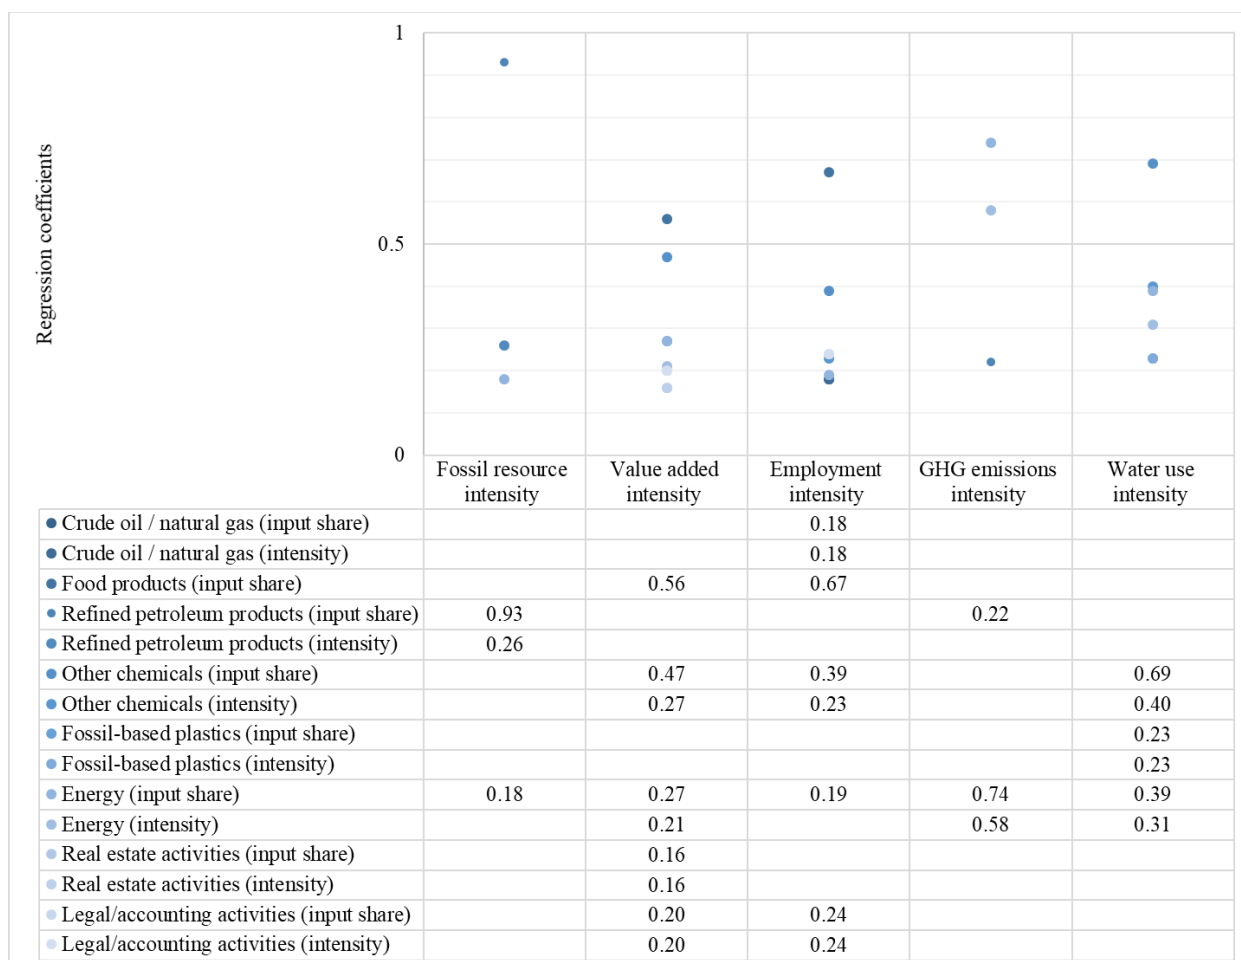 1
0.5
0
Regression coefficients
Fossil resource intensity
Value added intensity
Employment intensity
GHG emissions intensity
Water use intensity
Crude oil / natural gas (input share) 0.18
Crude oil / natural gas (intensity) 0.18
Food products (input share) 0.56 0.67
Refined petroleum products (input share) 0.93 0.22
Refined petroleum products (intensity) 0.26
Other chemicals (input share) 0.47 0.39 0.69
Other chemicals (intensity) 0.27 0.23 0.40
Fossil-based plastics (input share) 0.23
Fossil-based plastics (intensity) 0.23
Energy (input share) 0.18 0.27 0.19 0.74 0.39
Energy (intensity) 0.21 0.58 0.31
Real estate activities (input share) 0.16
Real estate activities (intensity) 0.16
Legal/accounting activities (input share) 0.20 0.24
Legal/accounting activities (intensity) 0.20 0.24